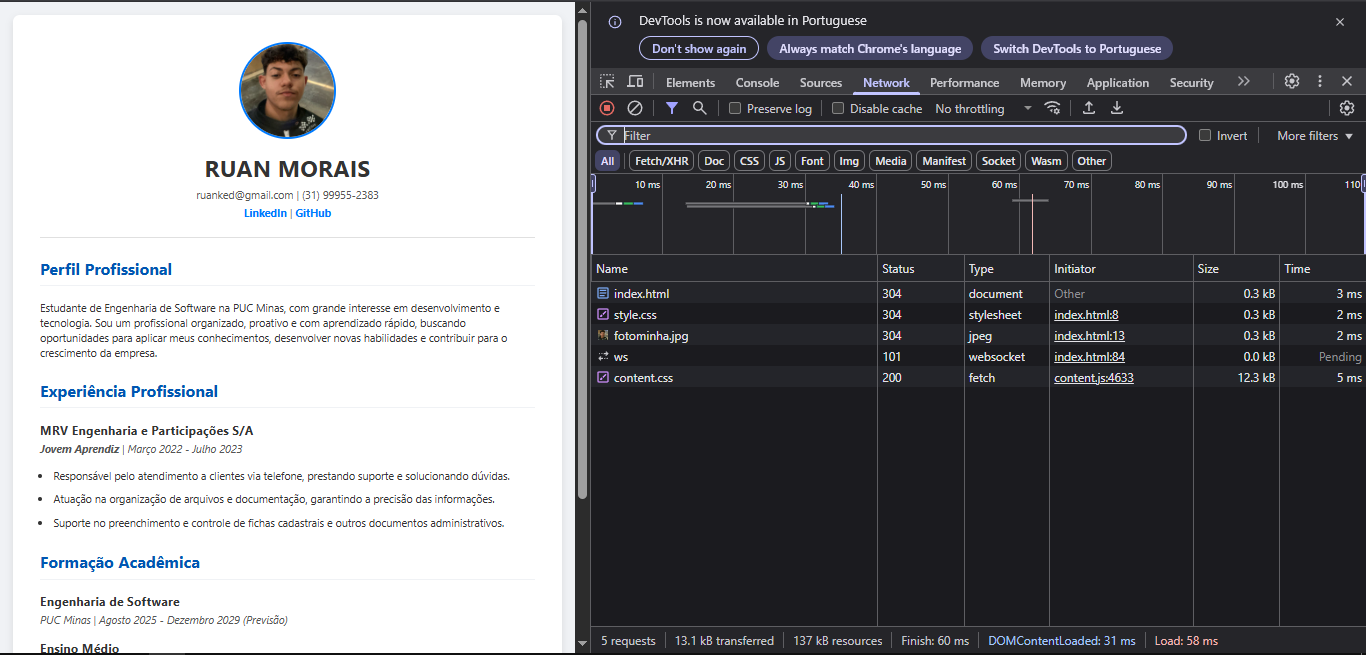 RUAN MORAIS
ruanked@gmail.com | (31) 99955-2383
LinkedIn | GitHub
Perfil Profissional
Estudante de Engenharia de Software na PUC Minas, com grande interesse em desenvolvimento e
tecnologia. Sou um profissional organizado, proativo e com aprendizado rápido, buscando
oportunidades para aplicar meus conhecimentos, desenvolver novas habilidades e contribuir para o
crescimento da empresa.
Experiência Profissional
MRV Engenharia e Participações S/A
Jovem Aprendiz | Março 2022 - Julho 2023
• Responsável pelo atendimento a clientes via telefone, prestando suporte e solucionando dúvidas.
• Atuação na organização de arquivos e documentação, garantindo a precisão das informações.
• Suporte no preenchimento e controle de fichas cadastrais e outros documentos administrativos.
Formação Acadêmica
Engenharia de Software
PUC Minas | Agosto 2025 - Dezembro 2029 (Previsão)
Ensino Médio
DevTools is now available in Portuguese
Don't show again Always match Chrome's language Switch DevTools to Portuguese
Elements Console Sources Network Performance Memory Application Security
Preserve log Disable cache No throttling
Filter Invert More filters
All Fetch/XHR Doc CSS JS Font Img Media Manifest Socket Wasm Other
10 ms 20 ms 30 ms 40 ms 50 ms 60 ms 70 ms 80 ms 90 ms 100 ms 110
Name Status Type Initiator Size Time
index.html 304 document Other 0.3 kB 3 ms
style.css 304 stylesheet index.html:8 0.3 kB 2 ms
fotominha.jpg 304 jpeg index.html:13 0.3 kB 2 ms
ws 101 websocket index.html:84 0.0 kB Pending
content.css 200 fetch content.js:4633 12.3 kB 5 ms
5 requests 13.1 kB transferred 137 kB resources Finish: 60 ms DOMContentLoaded: 31 ms Load: 58 ms